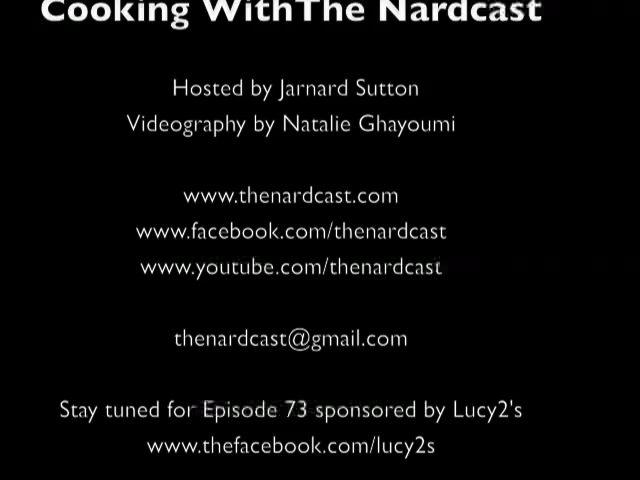 Cooking WithThe Nardcast
Hosted by Jarnard Sutton
Videography by Natalie Ghayoumi
www.thenardcast.com
www.facebook.com/thenardcast
www.youtube.com/thenardcast
thenardcast@gmail.com
Stay tuned for Episode 73 sponsored by Lucy2's
www.thefacebook.com/lucy2s